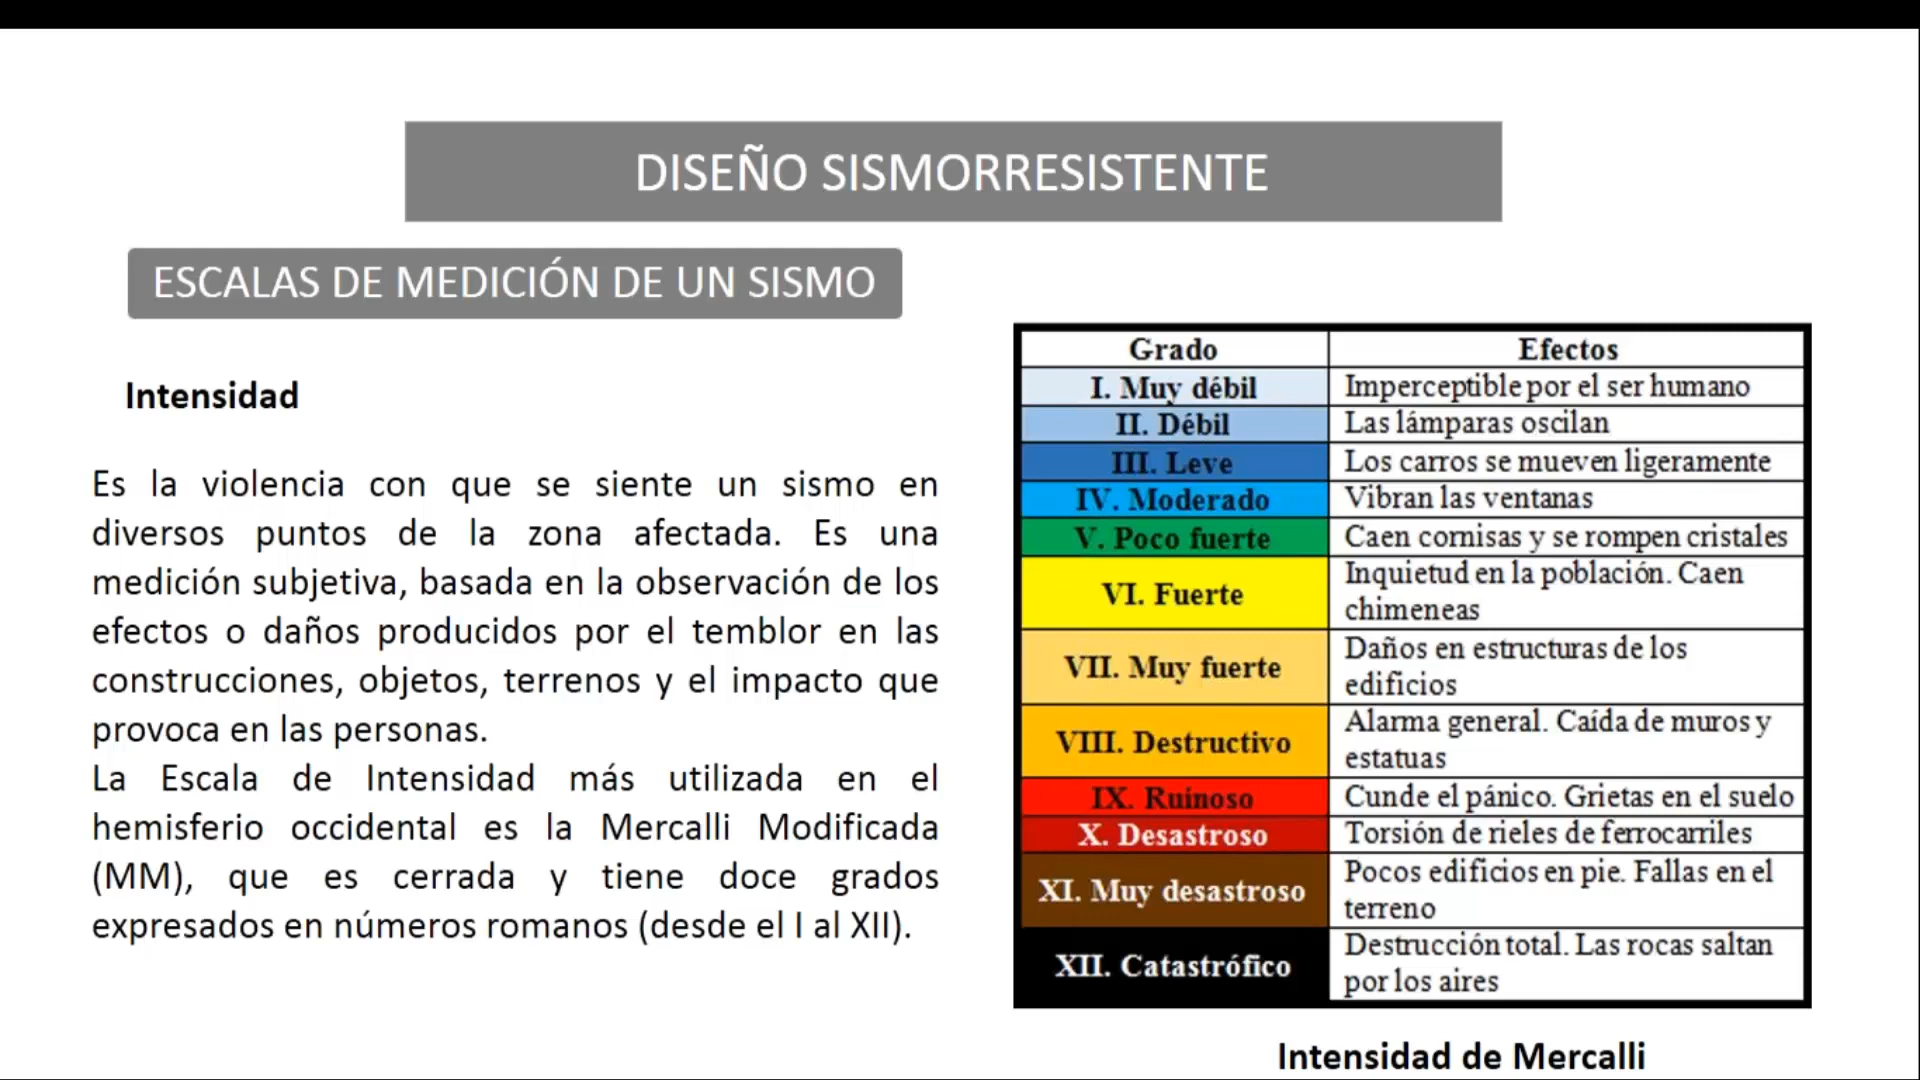 DISEÑO SISMORRESISTENTE
ESCALAS DE MEDICIÓN DE UN SISMO
Intensidad
Es la violencia con que se siente un sismo en
diversos puntos de la zona afectada. Es una
medición subjetiva, basada en la observación de los
efectos o daños producidos por el temblor en las
construcciones, objetos, terrenos y el impacto que
provoca en las personas.
La Escala de Intensidad más utilizada en el
hemisferio occidental es la Mercalli Modificada
(MM), que es cerrada y tiene doce grados
expresados en números romanos (desde el I al XII).
Grado Efectos
I. Muy débil Imperceptible por el ser humano
II. Débil Las lámparas oscilan
III. Leve Los carros se mueven ligeramente
IV. Moderado Vibran las ventanas
V. Poco fuerte Caen cornisas y se rompen cristales
VI. Fuerte Inquietud en la población. Caen
chimeneas
VII. Muy fuerte Daños en estructuras de los
edificios
VIII. Destructivo Alarma general. Caída de muros y
estatuas
IX. Ruinoso Cunde el pánico. Grietas en el suelo
X. Desastroso Torsión de rieles de ferrocarriles
XI. Muy desastroso Pocos edificios en pie. Fallas en el
terreno
XII. Catastrófico Destrucción total. Las rocas saltan
por los aires
Intensidad de Mercalli